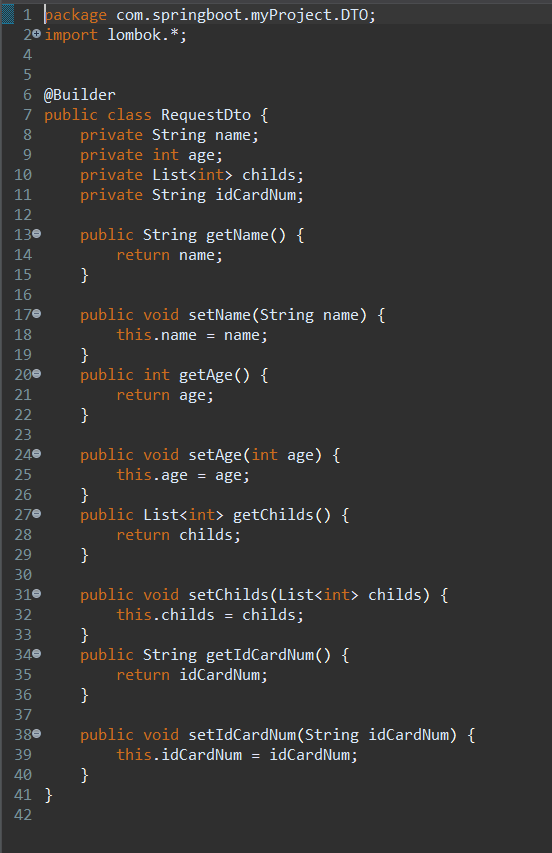 1 package com.springboot.myProject.DTO;
2 import lombok.*;
4
5
6 @Builder
7 public class RequestDto {
8     private String name;
9     private int age;
10     private List<int> childs;
11     private String idCardNum;
12
13     public String getName() {
14         return name;
15     }
16
17     public void setName(String name) {
18         this.name = name;
19     }
20     public int getAge() {
21         return age;
22     }
23
24     public void setAge(int age) {
25         this.age = age;
26     }
27     public List<int> getChilds() {
28         return childs;
29     }
30
31     public void setChilds(List<int> childs) {
32         this.childs = childs;
33     }
34     public String getIdCardNum() {
35         return idCardNum;
36     }
37
38     public void setIdCardNum(String idCardNum) {
39         this.idCardNum = idCardNum;
40     }
41 }
42